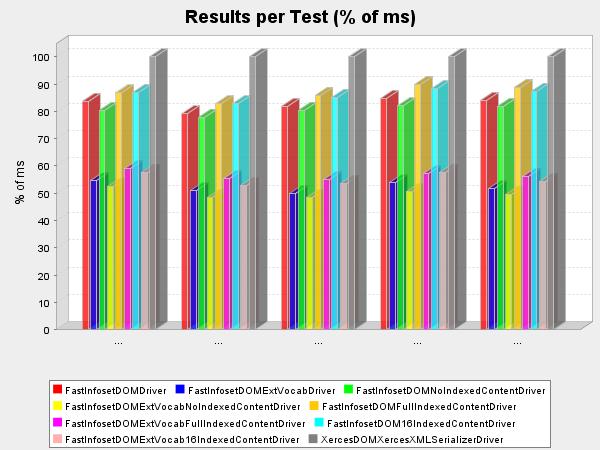 Results per Test (% of ms)
% of ms
100
90
80
70
60
50
40
30
20
10
0
... ... ... ... ...
FastInfosetDOMDriver FastInfosetDOMExtVocabDriver FastInfosetDOMNoIndexedContentDriver
FastInfosetDOMExtVocabNoIndexedContentDriver FastInfosetDOMFullIndexedContentDriver
FastInfosetDOMExtVocabFullIndexedContentDriver FastInfosetDOM16IndexedContentDriver
FastInfosetDOMExtVocab16IndexedContentDriver XercesDOMXercesXMLSerializerDriver